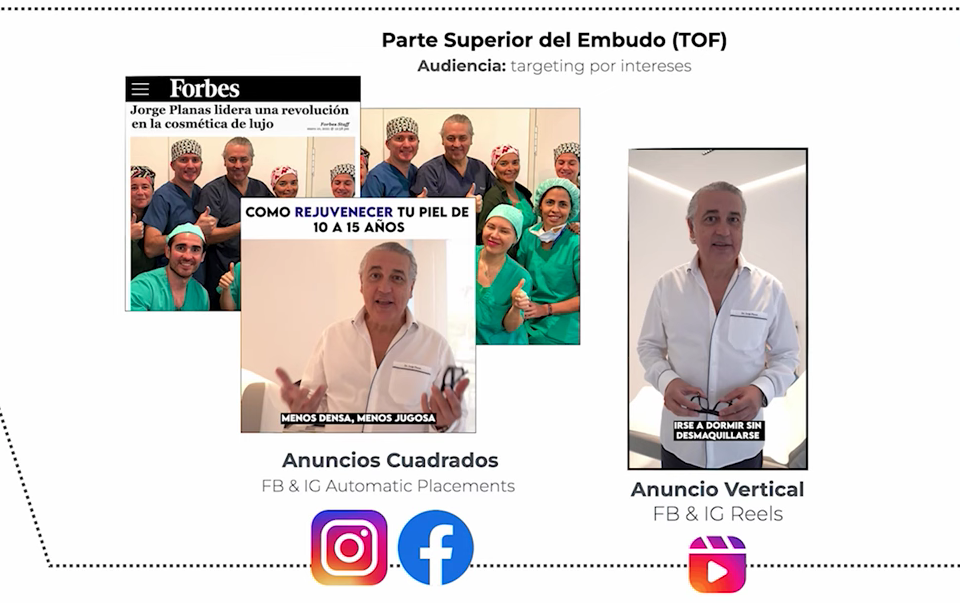 Parte Superior del Embudo (TOF)
Audiencia: targeting por intereses
Forbes
Jorge Planas lidera una revolución
en la cosmética de lujo
Forbes Staff
COMO REJUVENECER TU PIEL DE
10 A 15 AÑOS
MENOS DENSA, MENOS JUGOSA
IRSE A DORMIR SIN
DESMAQUILLARSE
Anuncios Cuadrados
FB & IG Automatic Placements
Anuncio Vertical
FB & IG Reels